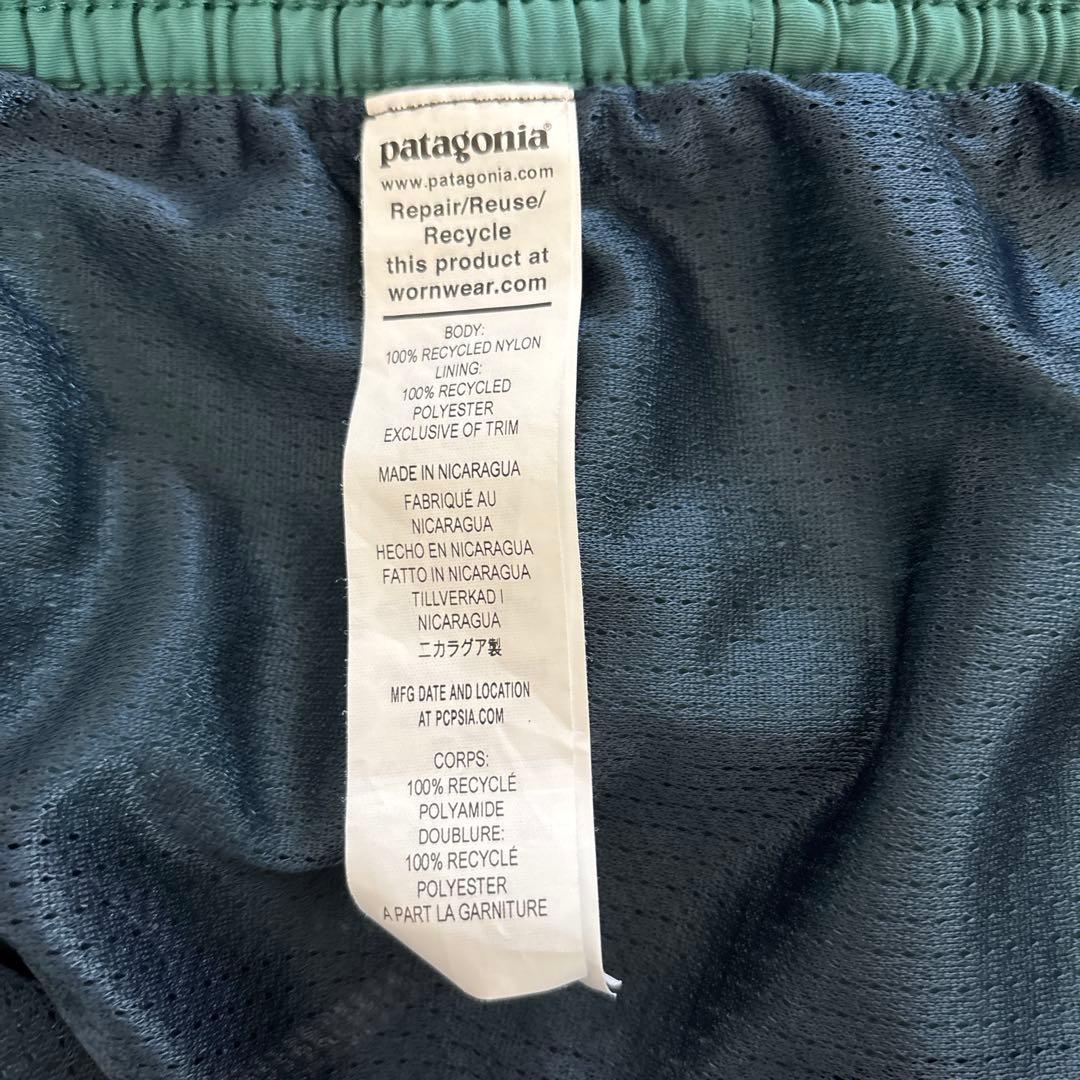 patagonia®
www.patagonia.com
Repair/Reuse/
Recycle
this product at
wornwear.com
BODY:
100% RECYCLED NYLON
LINING:
100% RECYCLED
POLYESTER
EXCLUSIVE OF TRIM
MADE IN NICARAGUA
FABRIQUÉ AU
NICARAGUA
HECHO EN NICARAGUA
FATTO IN NICARAGUA
TILLVERKAD I
NICARAGUA
ニカラグア製
MFG DATE AND LOCATION
AT PCPSIA.COM
CORPS:
100% RECYCLÉ
POLYAMIDE
DOUBLURE:
100% RECYCLÉ
POLYESTER
A PART LA GARNITURE